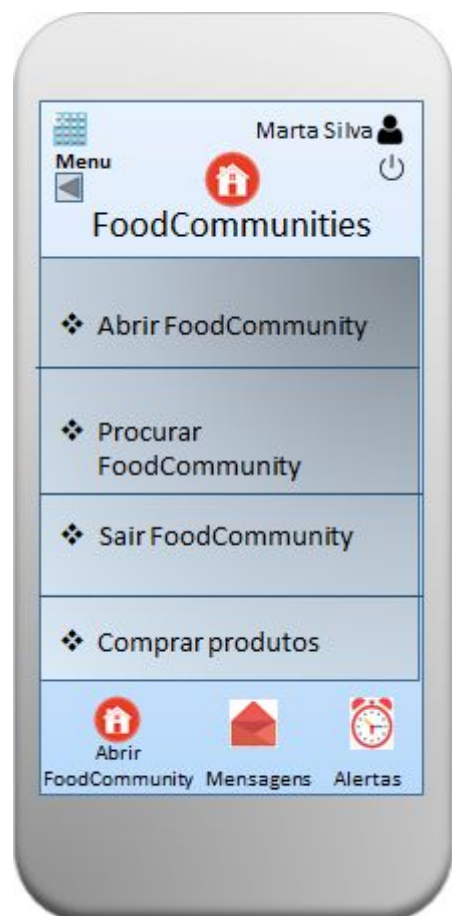 Marta Silva
Menu
FoodCommunities
Abrir FoodCommunity
Procurar
FoodCommunity
Sair FoodCommunity
Comprar produtos
Abrir
FoodCommunity
Mensagens
Alertas